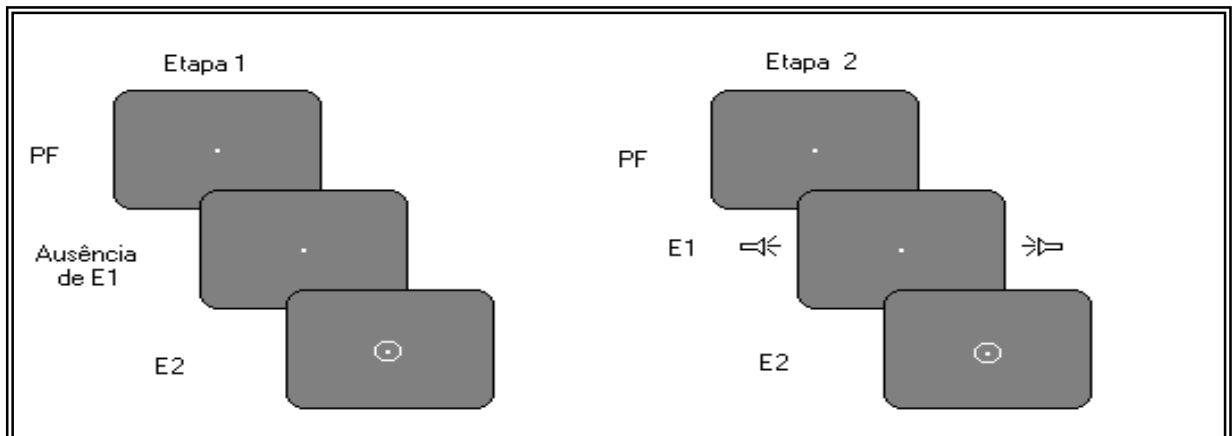 Etapa 1
PF
Ausência
de E1
E2
Etapa 2
PF
E1
E2